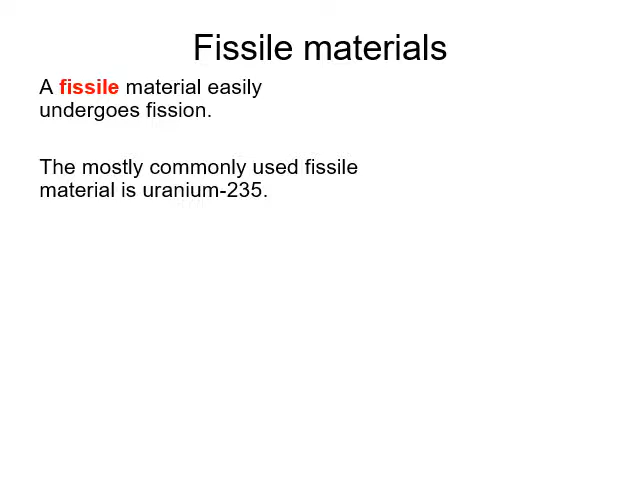 Fissile materials
A fissile material easily
undergoes fission.
The mostly commonly used fissile
material is uranium-235.